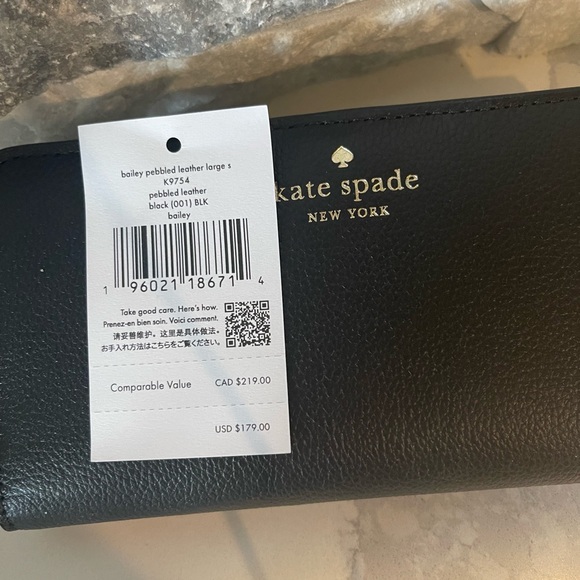 bailey pebbled leather large s
K9754
pebbled leather
black (001) BLK
bailey
1 96021 18671 4
Take good care. Here's how.
Prenez-en bien soin. Voici comment.
请妥善维护。这里是具体做法。
お手入れ方法はこちらをご覧ください。
Comparable Value CAD $219.00
USD $179.00
kate spade
NEW YORK